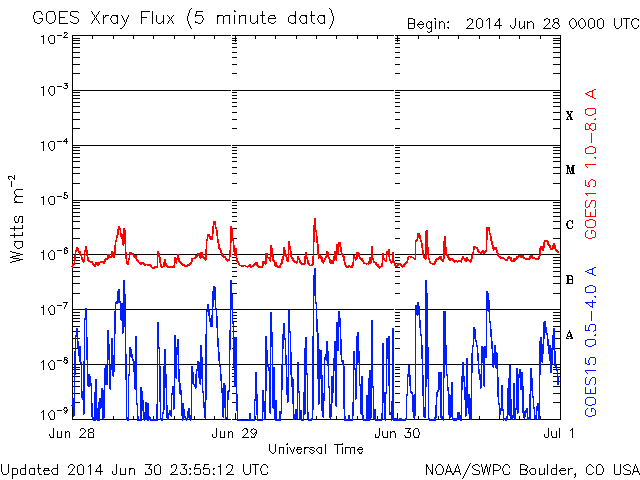 GOES Xray Flux (5 minute data)
Begin: 2014 Jun 28 0000 UTC
10⁻²
10⁻³
10⁻⁴
10⁻⁵
10⁻⁶
10⁻⁷
10⁻⁸
10⁻⁹
Watts m⁻²
X
M
C
B
A
GOES15 1.0-8.0 A
GOES15 0.5-4.0 A
Jun 28
Jun 29
Jun 30
Jul 1
Universal Time
Updated 2014 Jun 30 23:55:12 UTC
NOAA/SWPC Boulder, CO USA